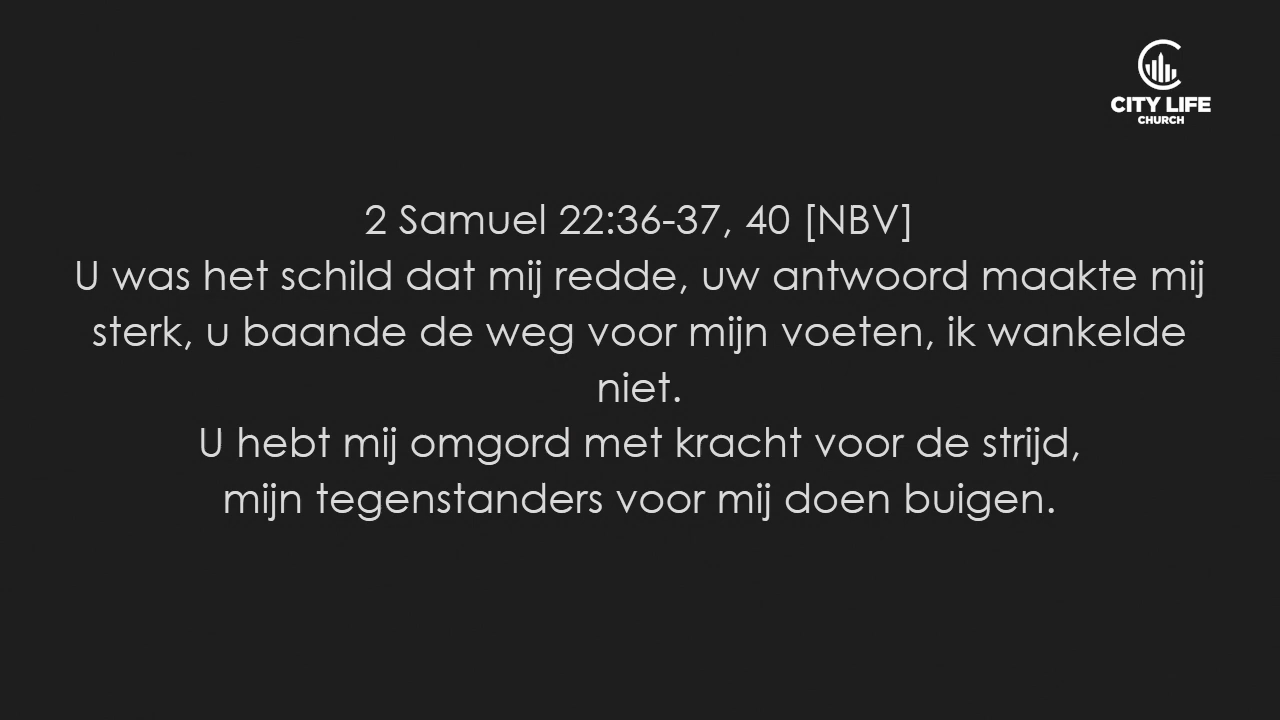 CITY LIFE
CHURCH
2 Samuel 22:36-37, 40 [NBV]
U was het schild dat mij redde, uw antwoord maakte mij
sterk, u baande de weg voor mijn voeten, ik wankelde
niet.
U hebt mij omgord met kracht voor de strijd,
mijn tegenstanders voor mij doen buigen.